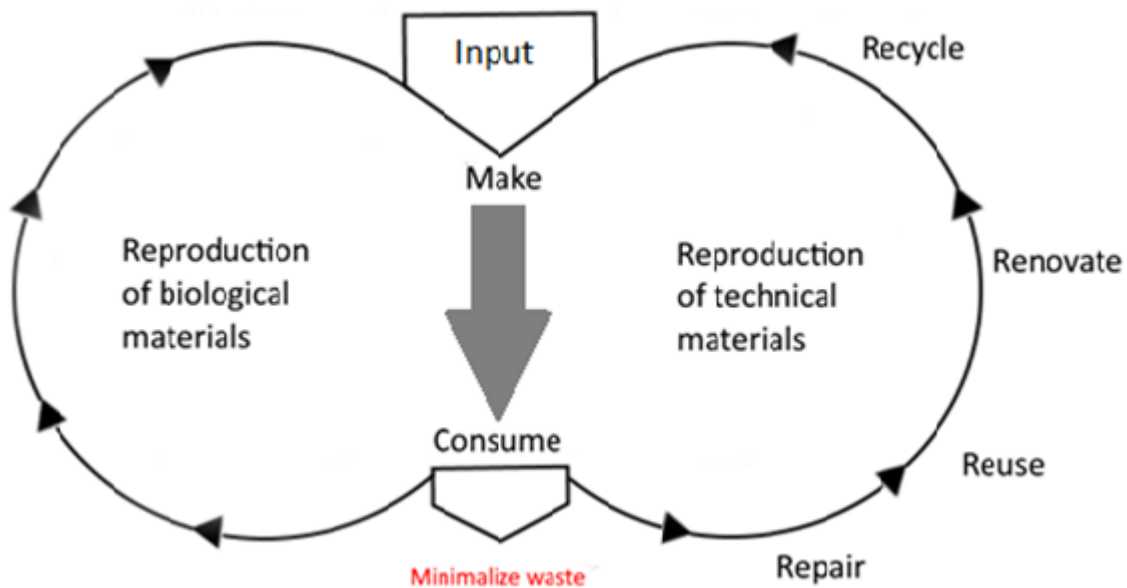 Input
Recycle
Make
Reproduction
of biological
materials
Reproduction
of technical
materials
Renovate
Consume
Reuse
Repair
Minimalize waste